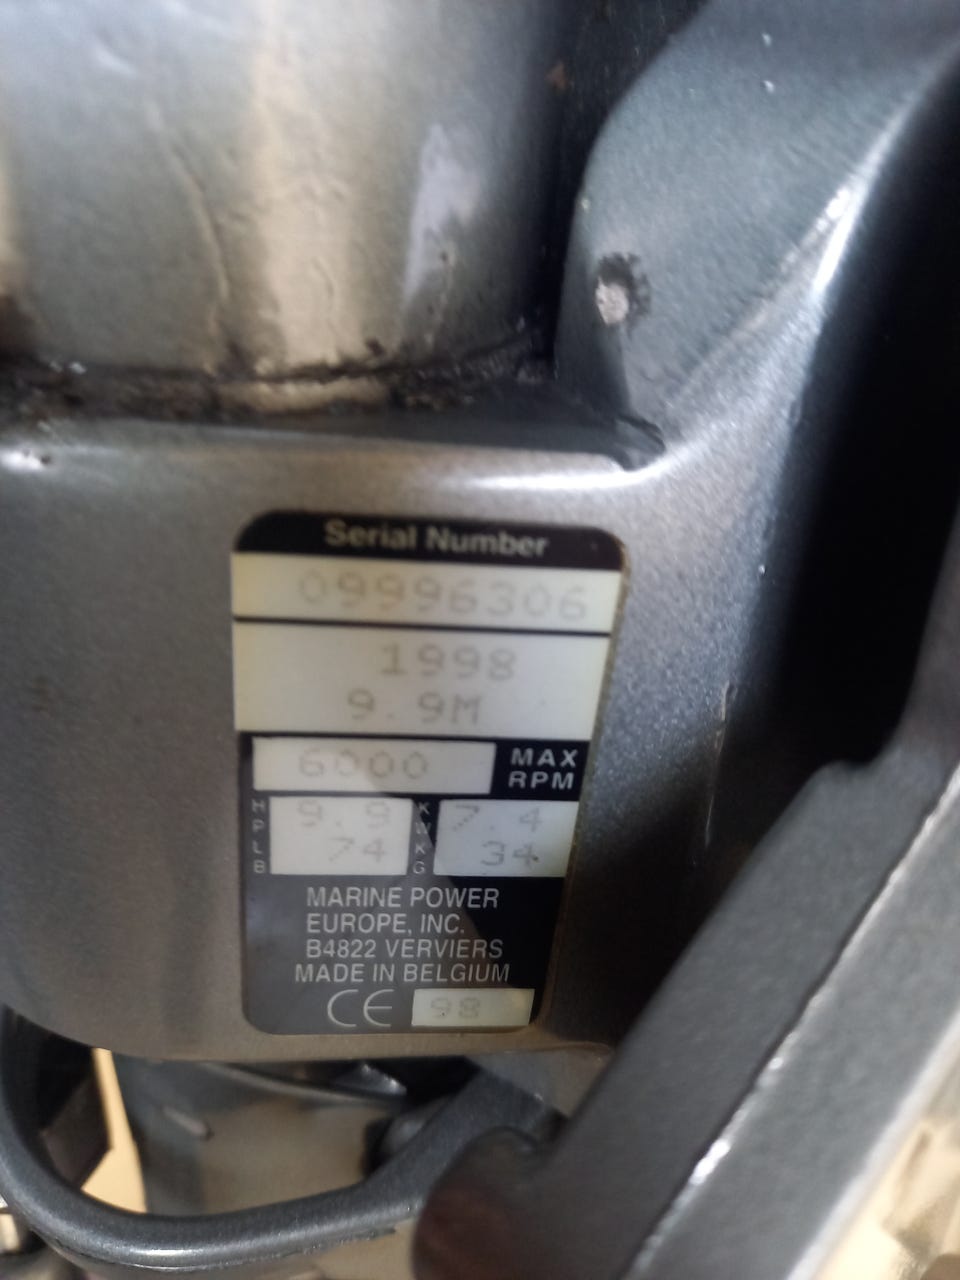 Serial Number
09996306
1998
9.9M
6000 MAX RPM
HP 9.9 KW 7.4
LB 74 KG 34
MARINE POWER
EUROPE, INC.
B4822 VERVIERS
MADE IN BELGIUM
CE 98